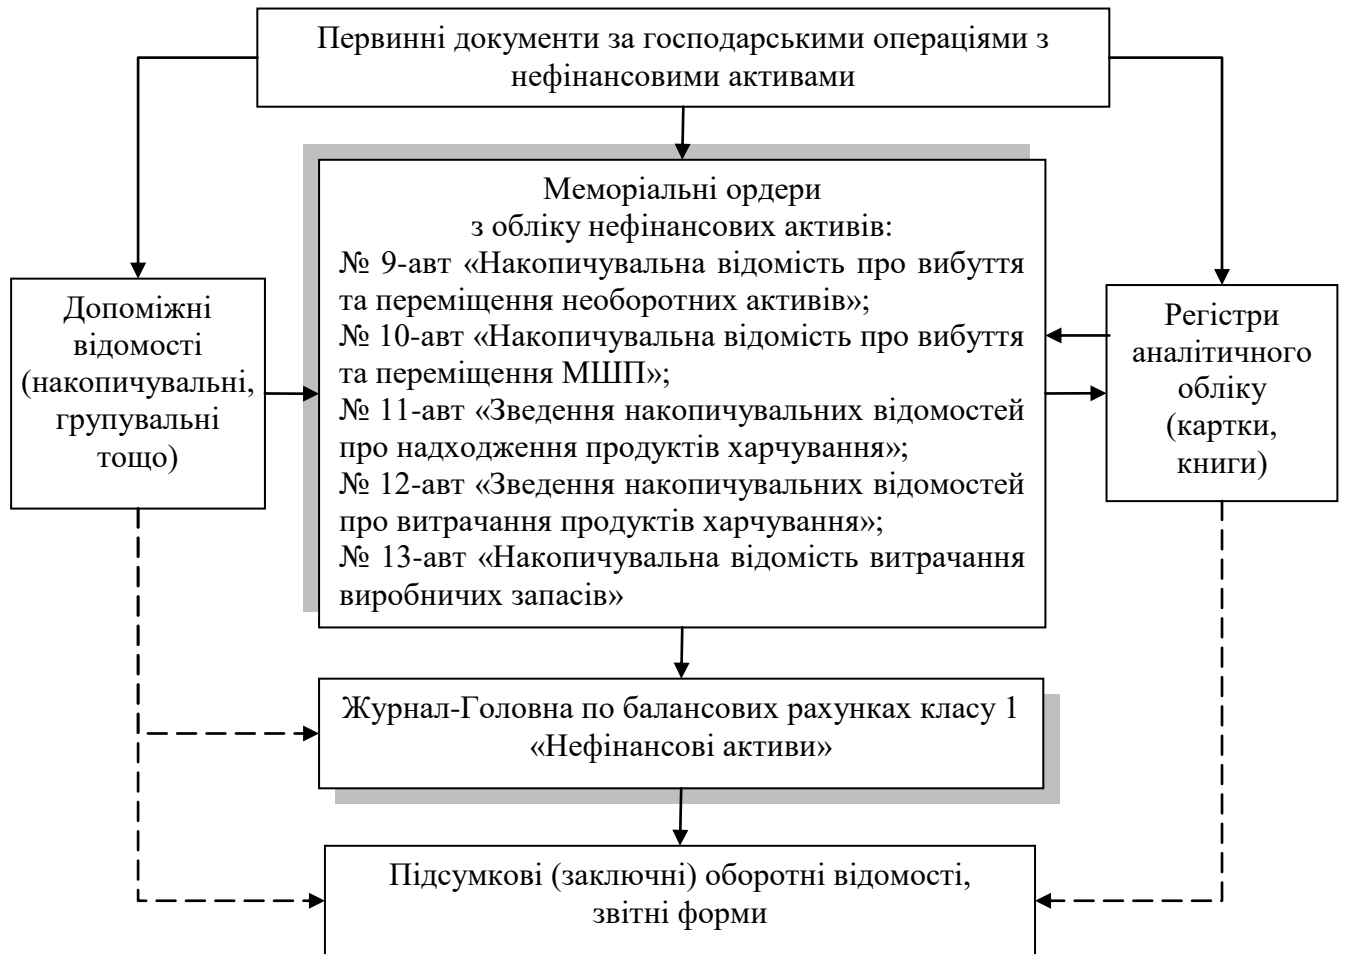 Первинні документи за господарськими операціями з
нефінансовими активами
Меморіальні ордери
з обліку нефінансових активів:
№ 9-авт «Накопичувальна відомість про вибуття
та переміщення необоротних активів»;
№ 10-авт «Накопичувальна відомість про вибуття
та переміщення МШП»;
№ 11-авт «Зведення накопичувальних відомостей
про надходження продуктів харчування»;
№ 12-авт «Зведення накопичувальних відомостей
про витрачання продуктів харчування»;
№ 13-авт «Накопичувальна відомість витрачання
виробничих запасів»
Допоміжні
відомості
(накопичувальні,
групувальні
тощо)
Регістри
аналітичного
обліку
(картки,
книги)
Журнал-Головна по балансових рахунках класу 1
«Нефінансові активи»
Підсумкові (заключні) оборотні відомості,
звітні форми